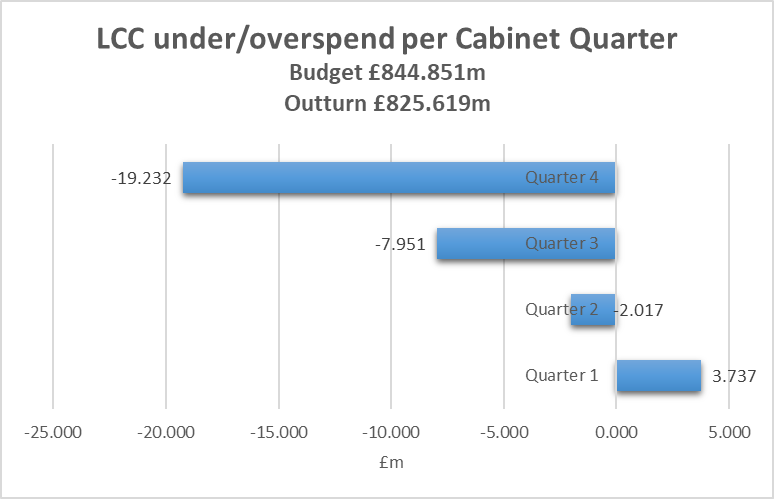 LCC under/overspend per Cabinet Quarter
Budget £844.851m
Outturn £825.619m
-19.232 Quarter 4
-7.951 Quarter 3
Quarter 2 -2.017
Quarter 1 3.737
-25.000 -20.000 -15.000 -10.000 -5.000 0.000 5.000
£m